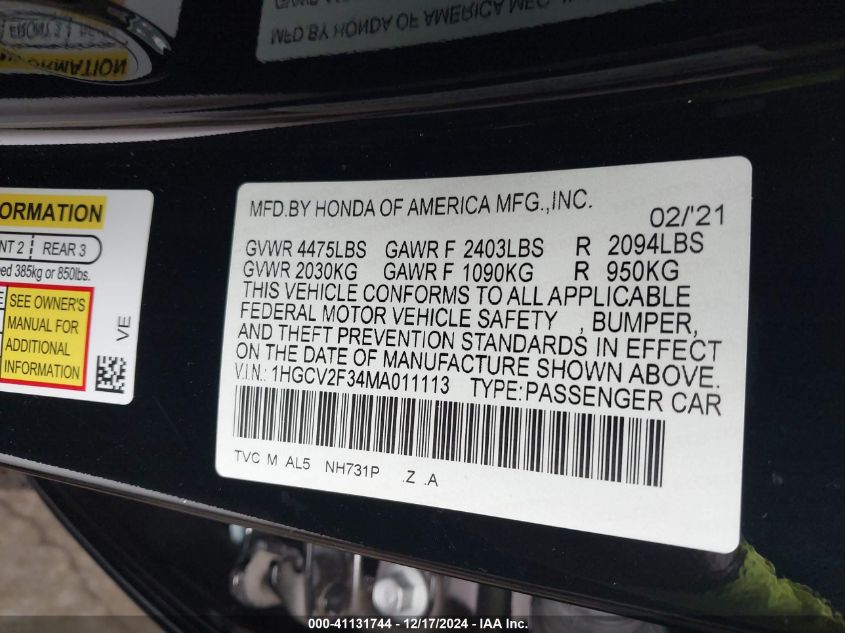 FRONT 3
ORMATION
MFD BY HONDA OF AMERICA MFG
ORMATION
NT 2 REAR 3
ed 385kg or 850lbs.
E SEE OWNER'S
MANUAL FOR
ADDITIONAL
INFORMATION
VE
MFD.BY HONDA OF AMERICA MFG.,INC.
02/'21
GVWR 4475LBS GAWR F 2403LBS R 2094LBS
GVWR 2030KG GAWR F 1090KG R 950KG
THIS VEHICLE CONFORMS TO ALL APPLICABLE
FEDERAL MOTOR VEHICLE SAFETY , BUMPER,
AND THEFT PREVENTION STANDARDS IN EFFECT
ON THE DATE OF MANUFACTURE SHOWN ABOVE.
V.I.N.: 1HGCV2F34MA011113 TYPE:PASSENGER CAR
TVC M AL5 NH731P .Z .A
000-41131744 - 12/17/2024 - IAA Inc.